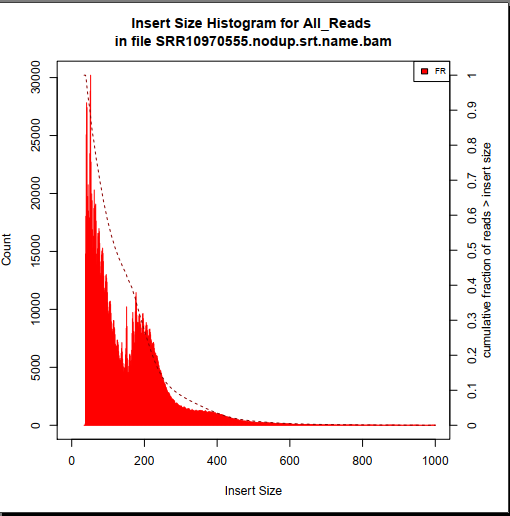 Insert Size Histogram for All_Reads
in file SRR10970555.nodup.srt.name.bam
FR
Count
0
5000
10000
15000
20000
25000
30000
cumulative fraction of reads > insert size
0
0.1
0.2
0.3
0.4
0.5
0.6
0.7
0.8
0.9
1
0 200 400 600 800 1000
Insert Size